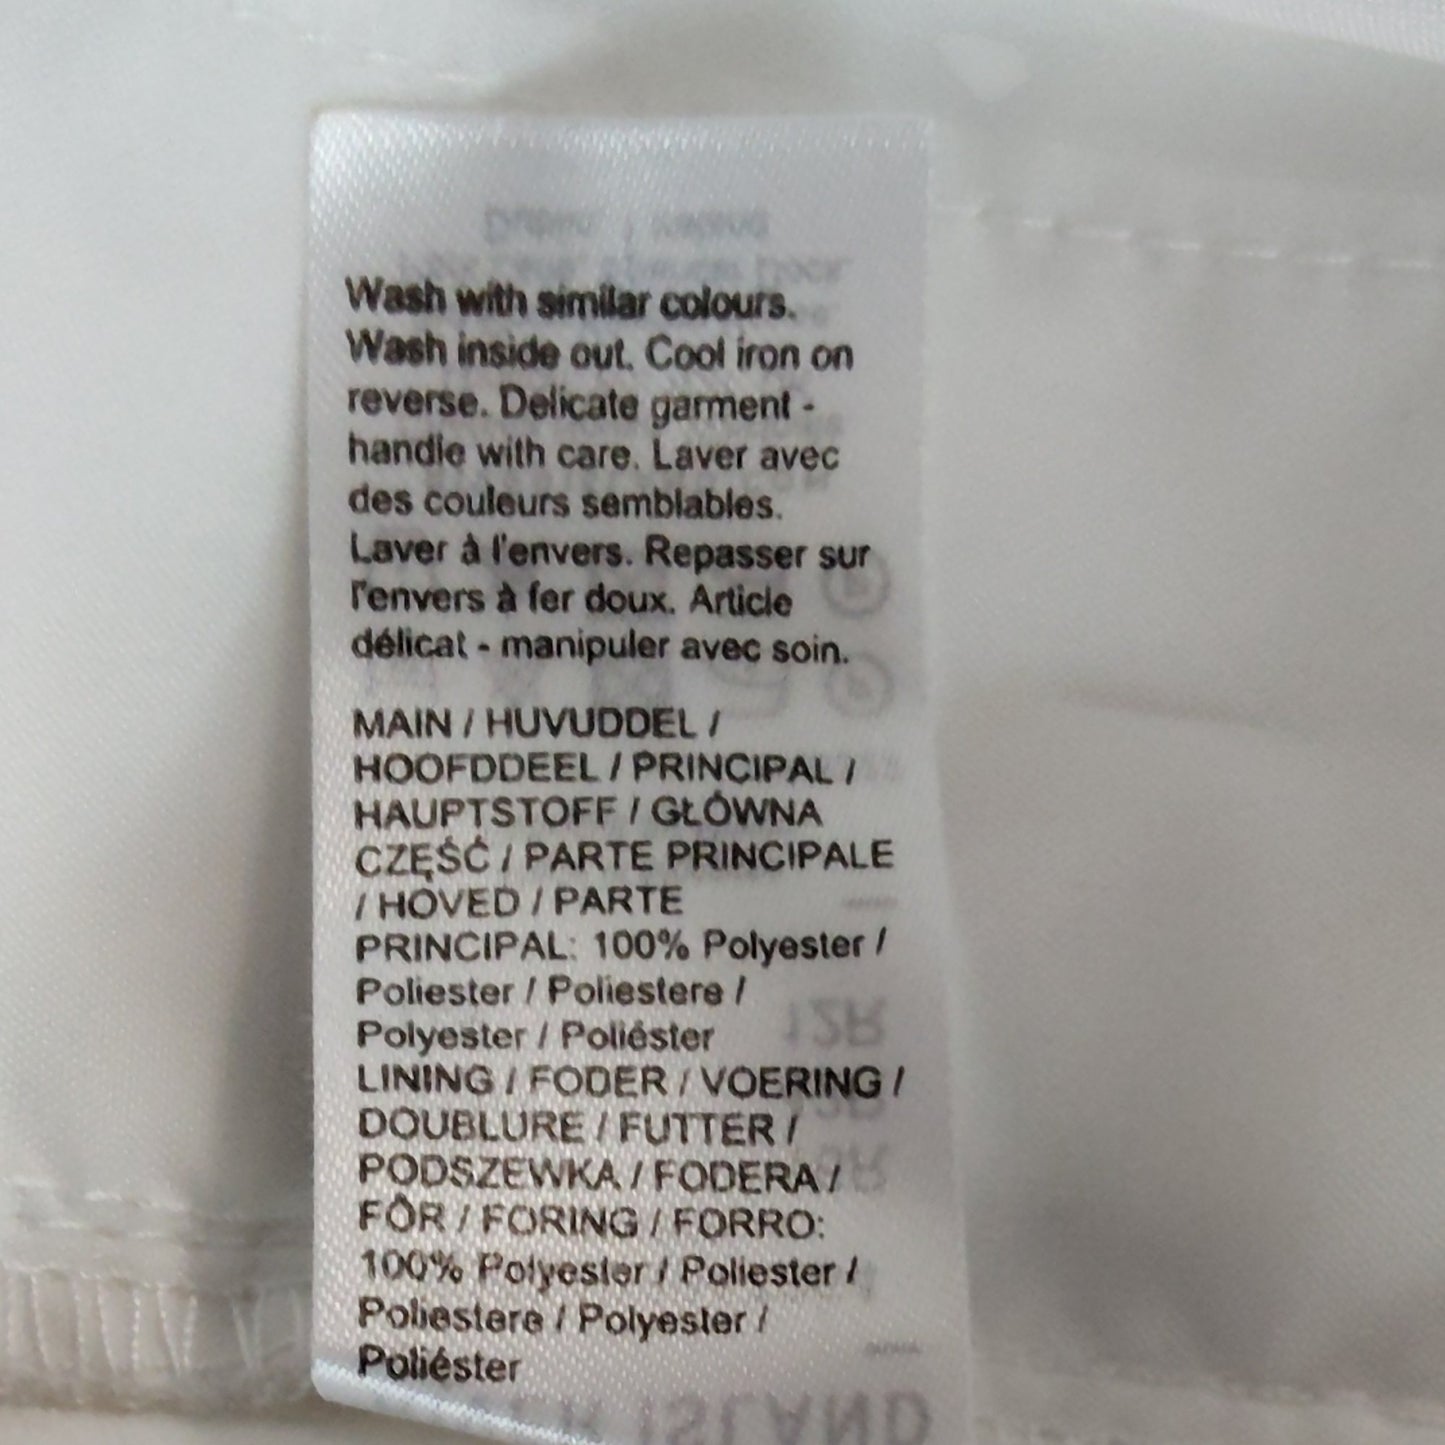 Wash with similar colours.
Wash inside out. Cool iron on
reverse. Delicate garment -
handle with care. Laver avec
des couleurs semblables.
Laver à l'envers. Repasser sur
l'envers à fer doux. Article
délicat - manipuler avec soin.
MAIN / HUVUDDEL /
HOOFDDEEL / PRINCIPAL /
HAUPTSTOFF / GŁÓWNA
CZĘŚĆ / PARTE PRINCIPALE
/ HOVED / PARTE
PRINCIPAL: 100% Polyester /
Poliester / Poliestere /
Polyester / Poliéster
LINING / FODER / VOERING /
DOUBLURE / FUTTER /
PODSZEWKA / FODERA /
FÔR / FORING / FORRO:
100% Polyester / Poliester /
Poliestere / Polyester /
Poliéster
12R
ISLAND